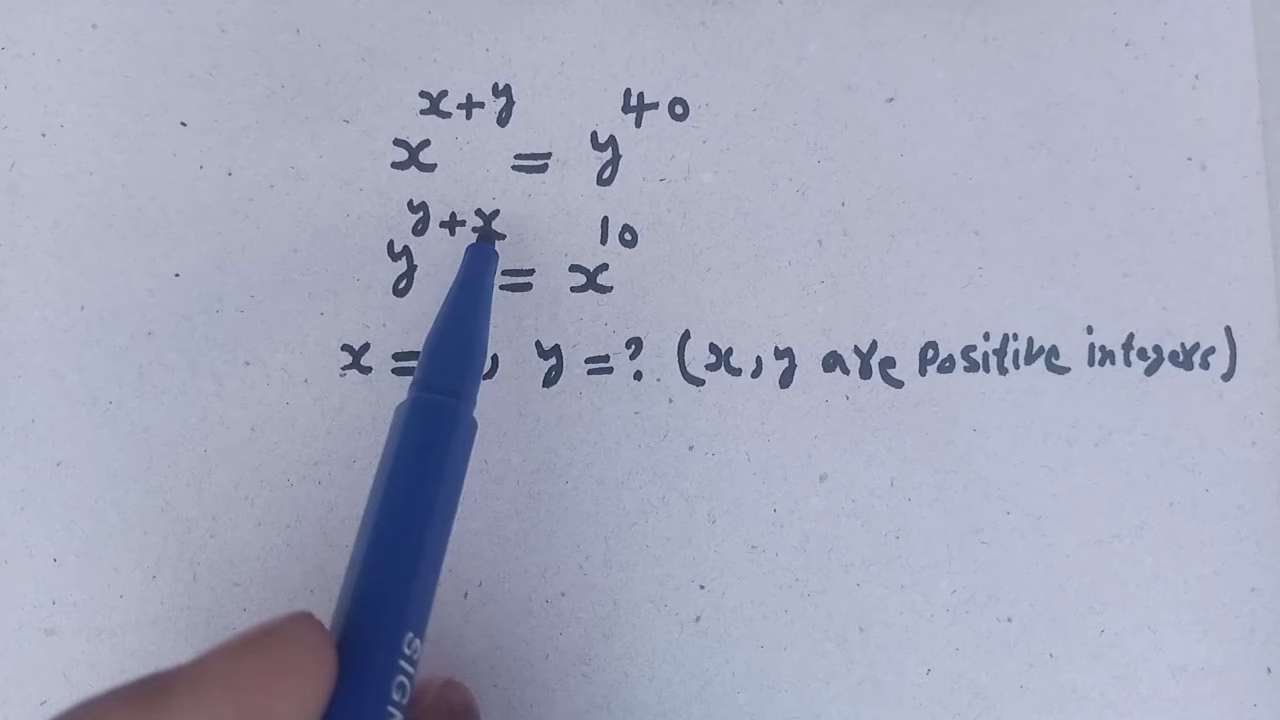 x^{x+y} = y^{40}
y^{y+x} = x^{10}
x = , y = ? (x, y are positive integers)
SIGN